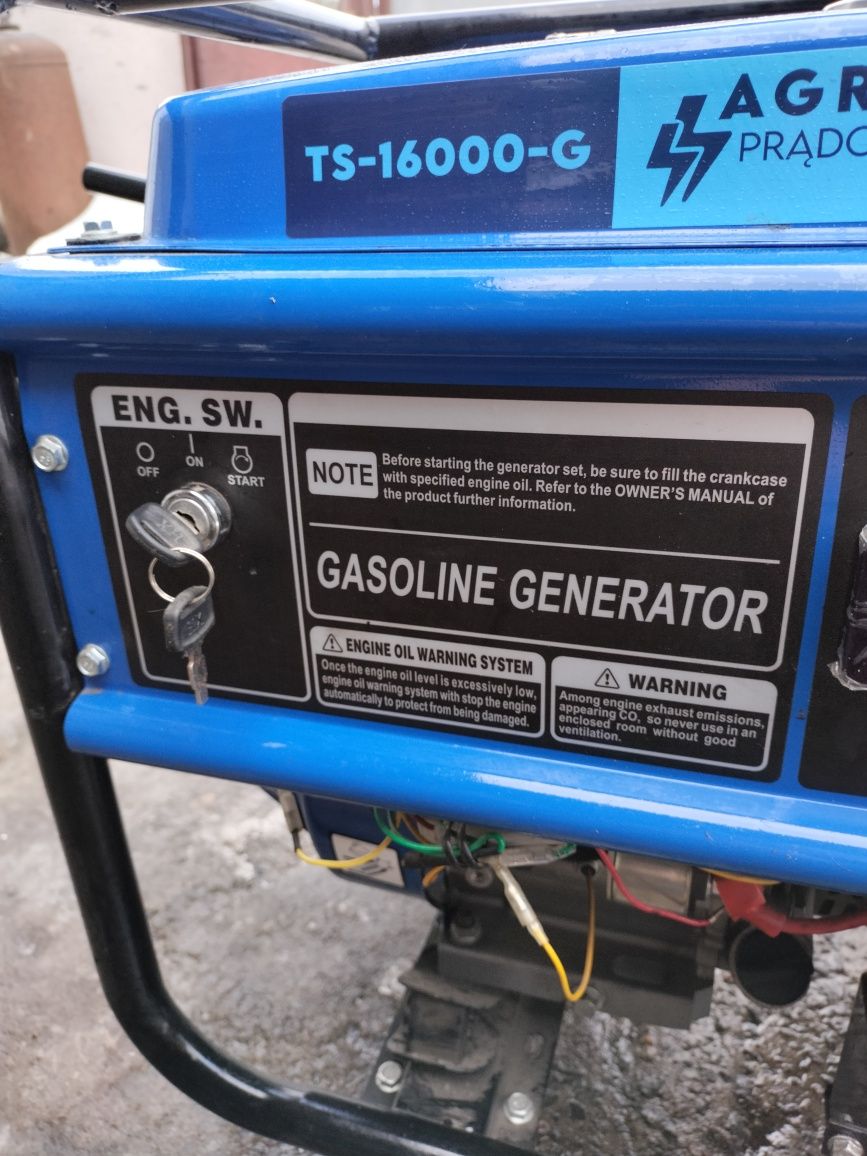 TS-16000-G
AGR
PRĄDO
ENG. SW.
OFF
ON
START
NOTE
Before starting the generator set, be sure to fill the crankcase
with specified engine oil. Refer to the OWNER'S MANUAL of
the product further information.
GASOLINE GENERATOR
ENGINE OIL WARNING SYSTEM
Once the engine oil level is excessively low,
engine oil warning system with stop the engine
automatically to protect from being damaged.
WARNING
Among engine exhaust emissions,
appearing CO, so never use in an
enclosed room without good
ventilation.